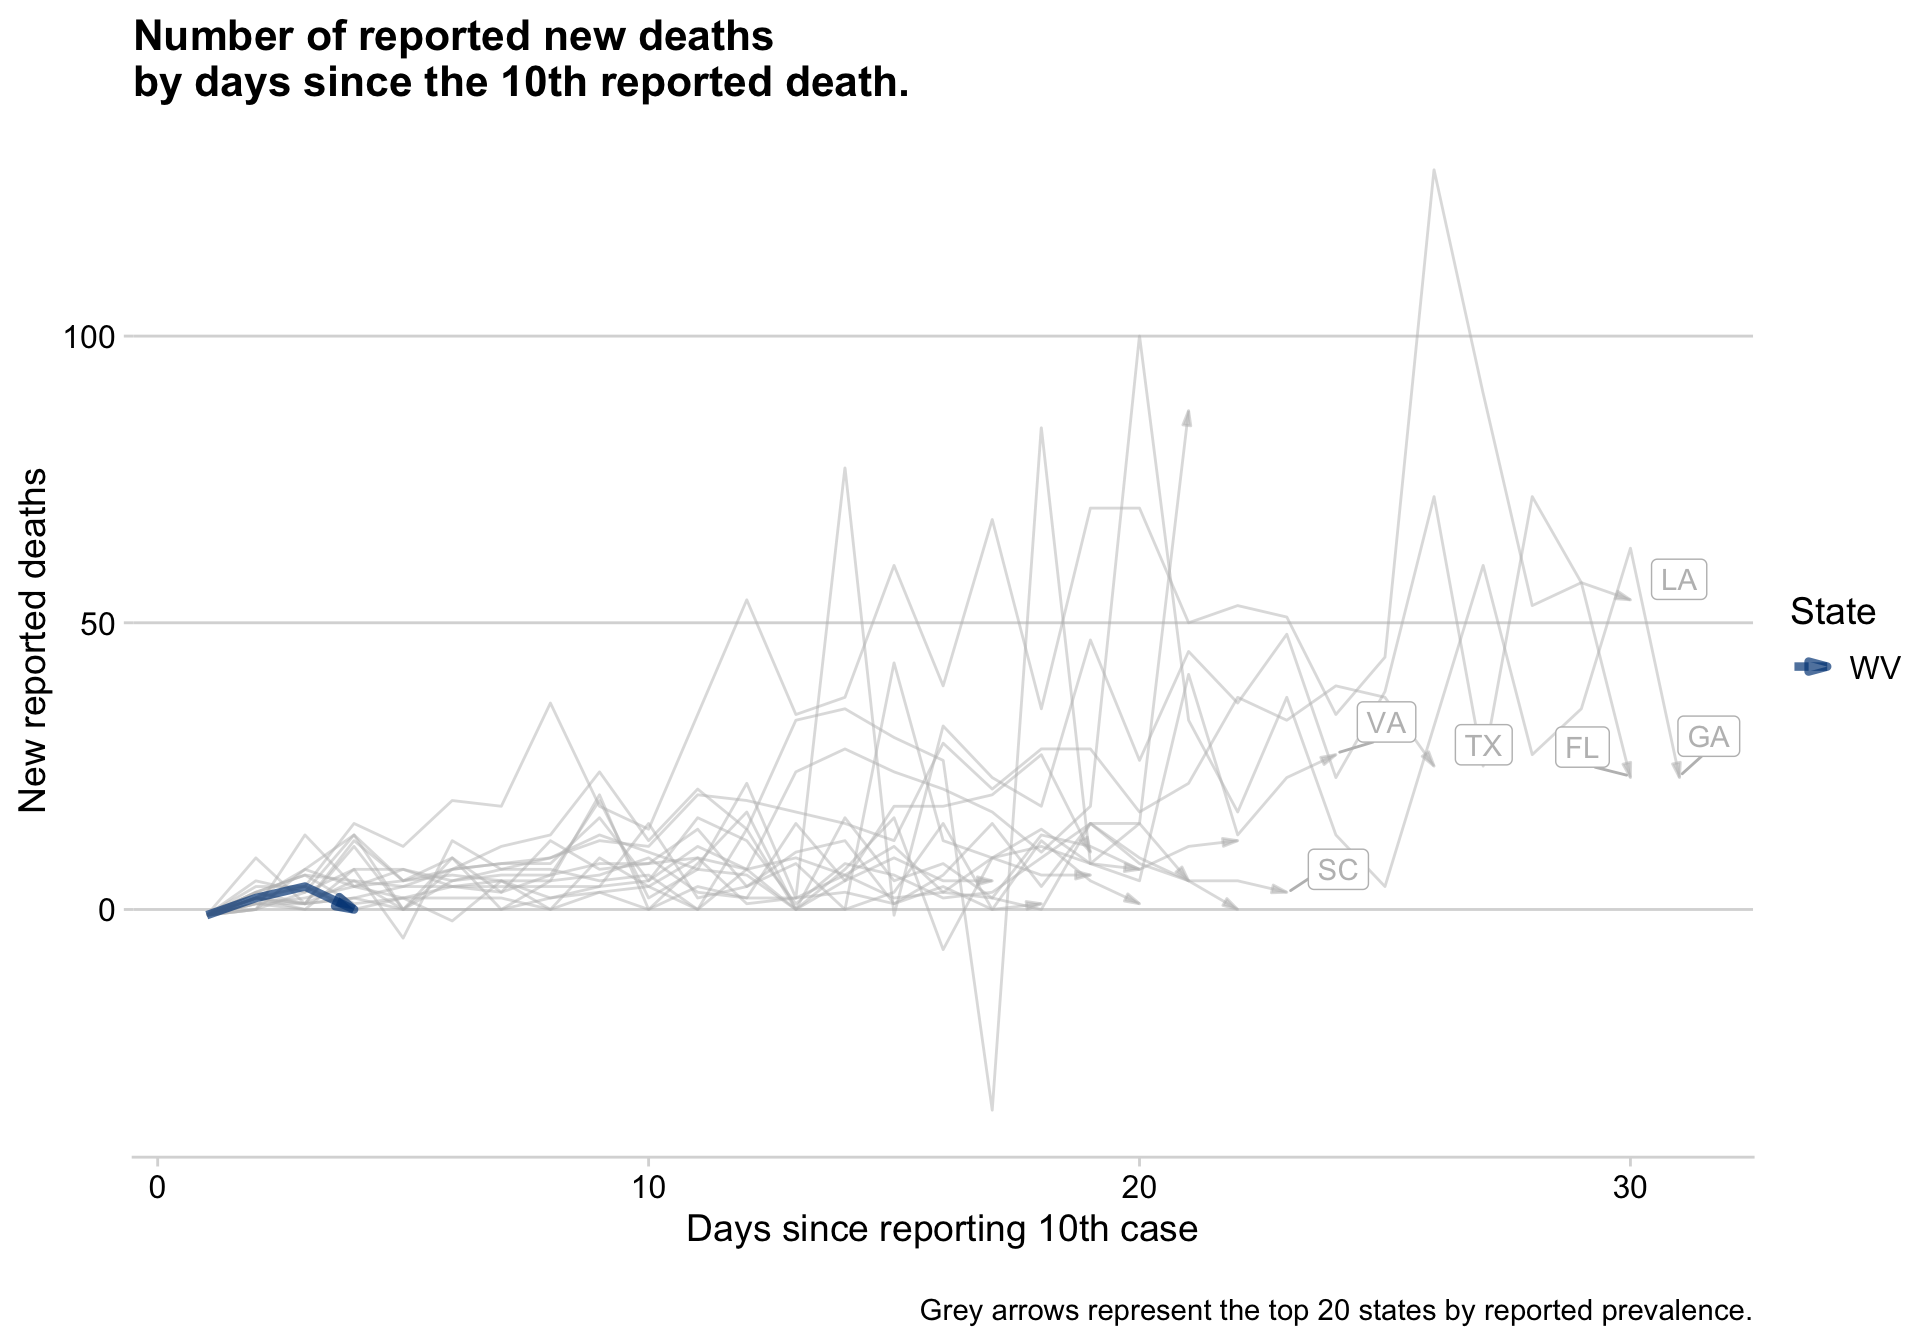 Number of reported new deaths
by days since the 10th reported death.
New reported deaths
100
50
0
LA
VA
TX
FL
GA
SC
State
WV
0 10 20 30
Days since reporting 10th case
Grey arrows represent the top 20 states by reported prevalence.